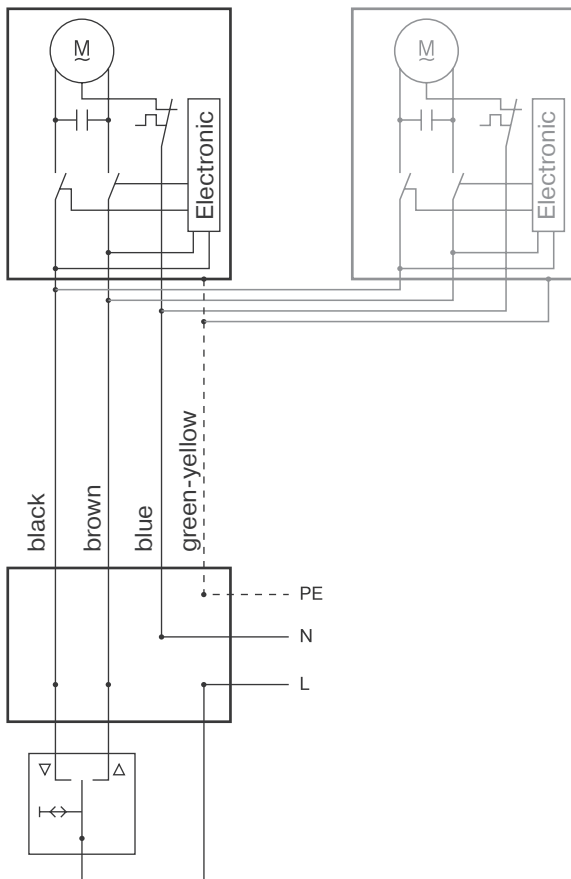 M
~
Electronic
M
~
Electronic
black
brown
blue
green-yellow
PE
N
L